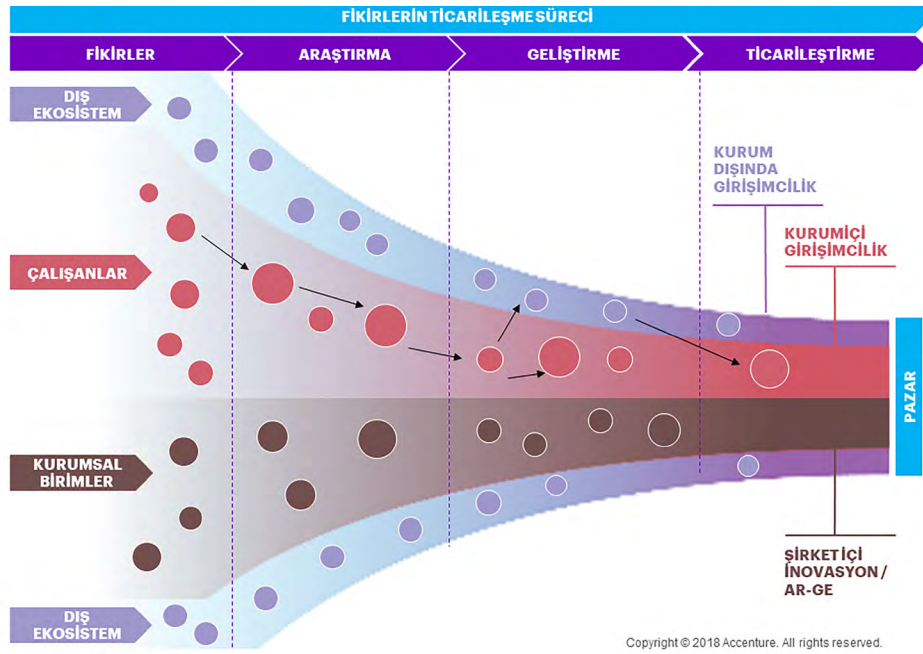 FİKİRLERİN TİCARİLEŞME SÜRECİ
FİKİRLER
ARAŞTIRMA
GELİŞTİRME
TİCARİLEŞTİRME
DIŞ
EKOSİSTEM
KURUM
DIŞINDA
GİRİŞİMCİLİK
KURUMİÇİ
GİRİŞİMCİLİK
ÇALIŞANLAR
PAZAR
KURUMSAL
BİRİMLER
ŞİRKET İÇİ
İNOVASYON /
AR-GE
DIŞ
EKOSİSTEM
Copyright © 2018 Accenture. All rights reserved.